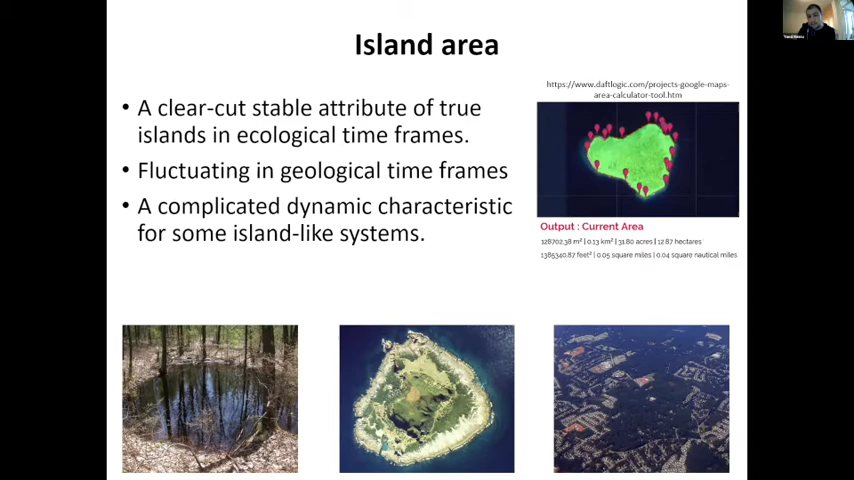 Island area
https://www.daftlogic.com/projects-google-maps-
area-calculator-tool.htm
• A clear-cut stable attribute of true
islands in ecological time frames.
• Fluctuating in geological time frames
• A complicated dynamic characteristic
for some island-like systems.
Output : Current Area
128702.38 m² | 0.13 km² | 31.80 acres | 12.87 hectares
1385340.87 feet² | 0.05 square miles | 0.04 square nautical miles